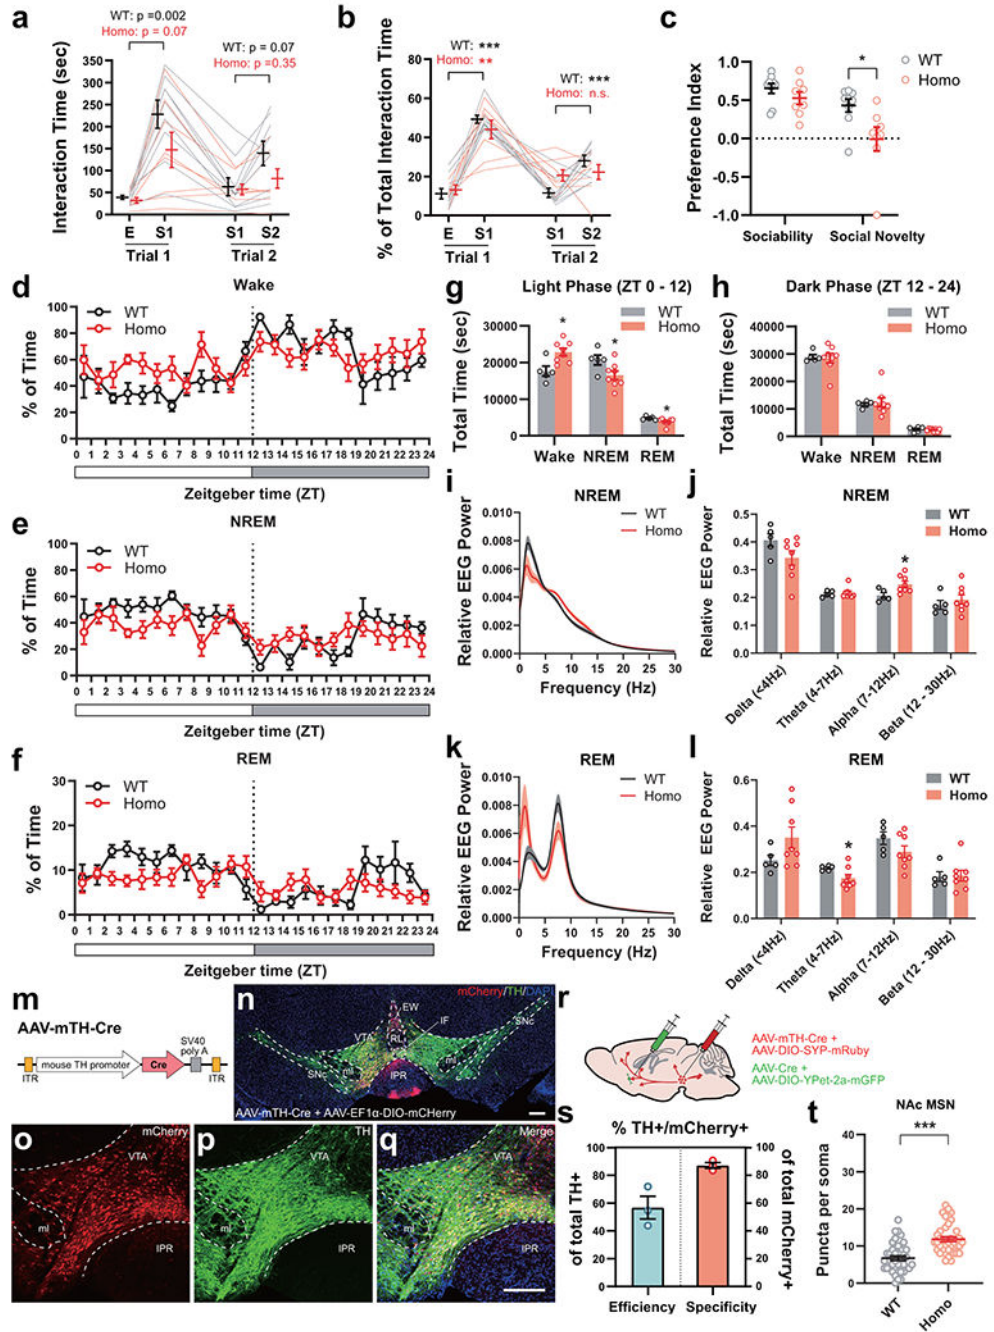 a
WT: p =0.002
Homo: p = 0.07
WT: p = 0.07
Homo: p =0.35
Interaction Time (sec)
350
300
250
200
150
100
50
0
E S1 S1 S2
Trial 1 Trial 2
b
WT: ***
Homo: **
WT: ***
Homo: n.s.
% of Total Interaction Time
80
60
40
20
0
E S1 S1 S2
Trial 1 Trial 2
c
WT
Homo
*
Preference Index
1.0
0.5
0.0
-0.5
-1.0
Sociability Social Novelty
d
Wake
WT
Homo
% of Time
100
80
60
40
20
0
0 1 2 3 4 5 6 7 8 9 10 11 12 13 14 15 16 17 18 19 20 21 22 23 24
Zeitgeber time (ZT)
e
NREM
WT
Homo
% of Time
100
80
60
40
20
0
0 1 2 3 4 5 6 7 8 9 10 11 12 13 14 15 16 17 18 19 20 21 22 23 24
Zeitgeber time (ZT)
f
REM
WT
Homo
% of Time
30
20
10
0
0 1 2 3 4 5 6 7 8 9 10 11 12 13 14 15 16 17 18 19 20 21 22 23 24
Zeitgeber time (ZT)
g
Light Phase (ZT 0 - 12)
WT
Homo
* * *
Total Time (sec)
30000
20000
10000
0
Wake NREM REM
h
Dark Phase (ZT 12 - 24)
WT
Homo
Total Time (sec)
40000
30000
20000
10000
0
Wake NREM REM
i
NREM
WT
Homo
Relative EEG Power
0.010
0.008
0.006
0.004
0.002
0.000
0 5 10 15 20 25 30
Frequency (Hz)
j
NREM
WT
Homo
*
Relative EEG Power
0.5
0.4
0.3
0.2
0.1
0.0
Delta (<4Hz)
Theta (4-7Hz)
Alpha (7-12Hz)
Beta (12 - 30Hz)
k
REM
WT
Homo
Relative EEG Power
0.010
0.008
0.006
0.004
0.002
0.000
0 5 10 15 20 25 30
Frequency (Hz)
l
REM
WT
Homo
*
Relative EEG Power
0.6
0.4
0.2
0.0
Delta (<4Hz)
Theta (4-7Hz)
Alpha (7-12Hz)
Beta (12 - 30Hz)
m
AAV-mTH-Cre
SV40
poly A
mouse TH promoter
Cre
ITR ITR
n
mCherry/TH/DAPI
EW
IF
SNc
VTA
RL
ml
ml
SNc
IPR
AAV-mTH-Cre + AAV-EF1α-DIO-mCHerry
o
mCherry
VTA
ml
IPR
p
TH
VTA
ml
IPR
q
Merge
VTA
ml
IPR
r
AAV-mTH-Cre +
AAV-DIO-SYP-mRuby
AAV-Cre +
AAV-DIO-YPet-2a-mGFP
s
% TH+/mCherry+
of total TH+
100
80
60
40
20
0
100
80
60
40
20
0
of total mCherry+
Efficiency Specificity
t
NAc MSN
***
Puncta per soma
40
30
20
10
0
WT
Homo